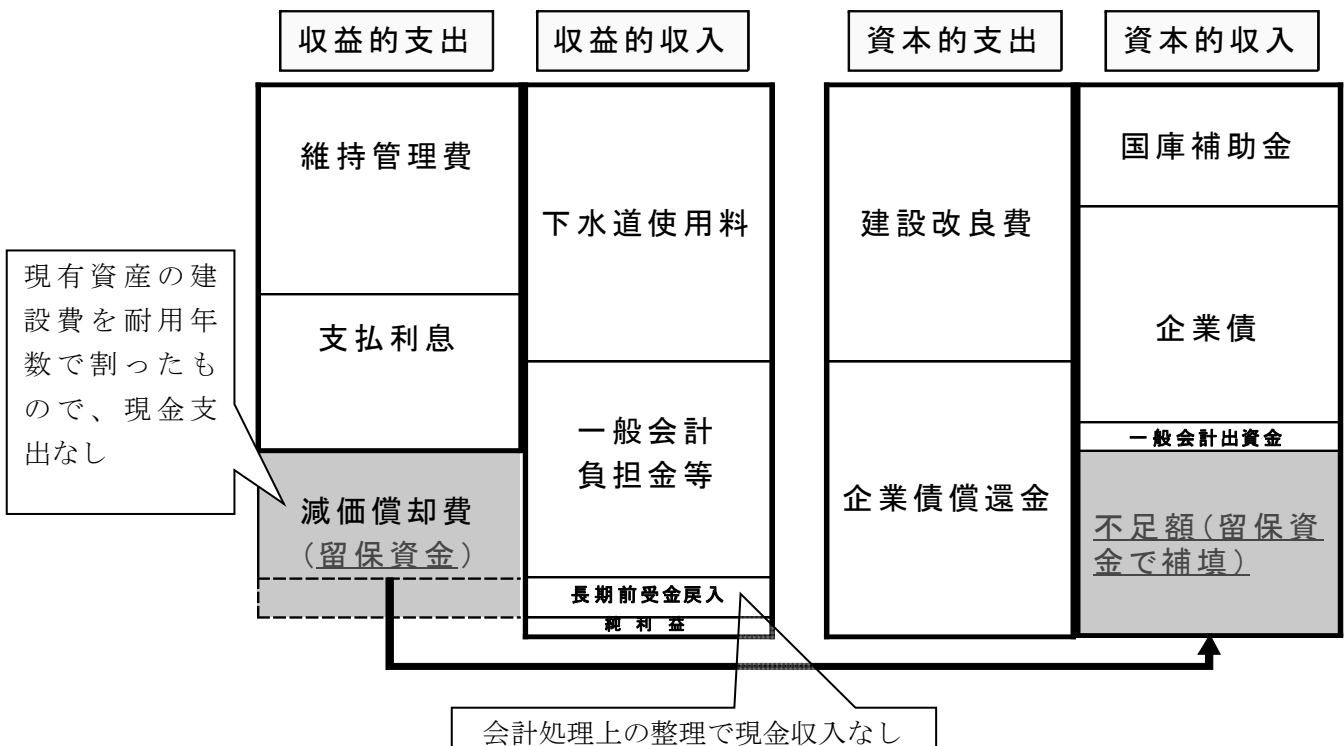 収益的支出
収益的収入
資本的支出
資本的収入
維持管理費
支払利息
減価償却費
(留保資金)
現有資産の建
設費を耐用年
数で割ったも
ので、現金支
出なし
下水道使用料
一般会計
負担金等
長期前受金戻入
純利益
会計処理上の整理で現金収入なし
建設改良費
企業債償還金
国庫補助金
企業債
一般会計出資金
不足額(留保資
金で補填)